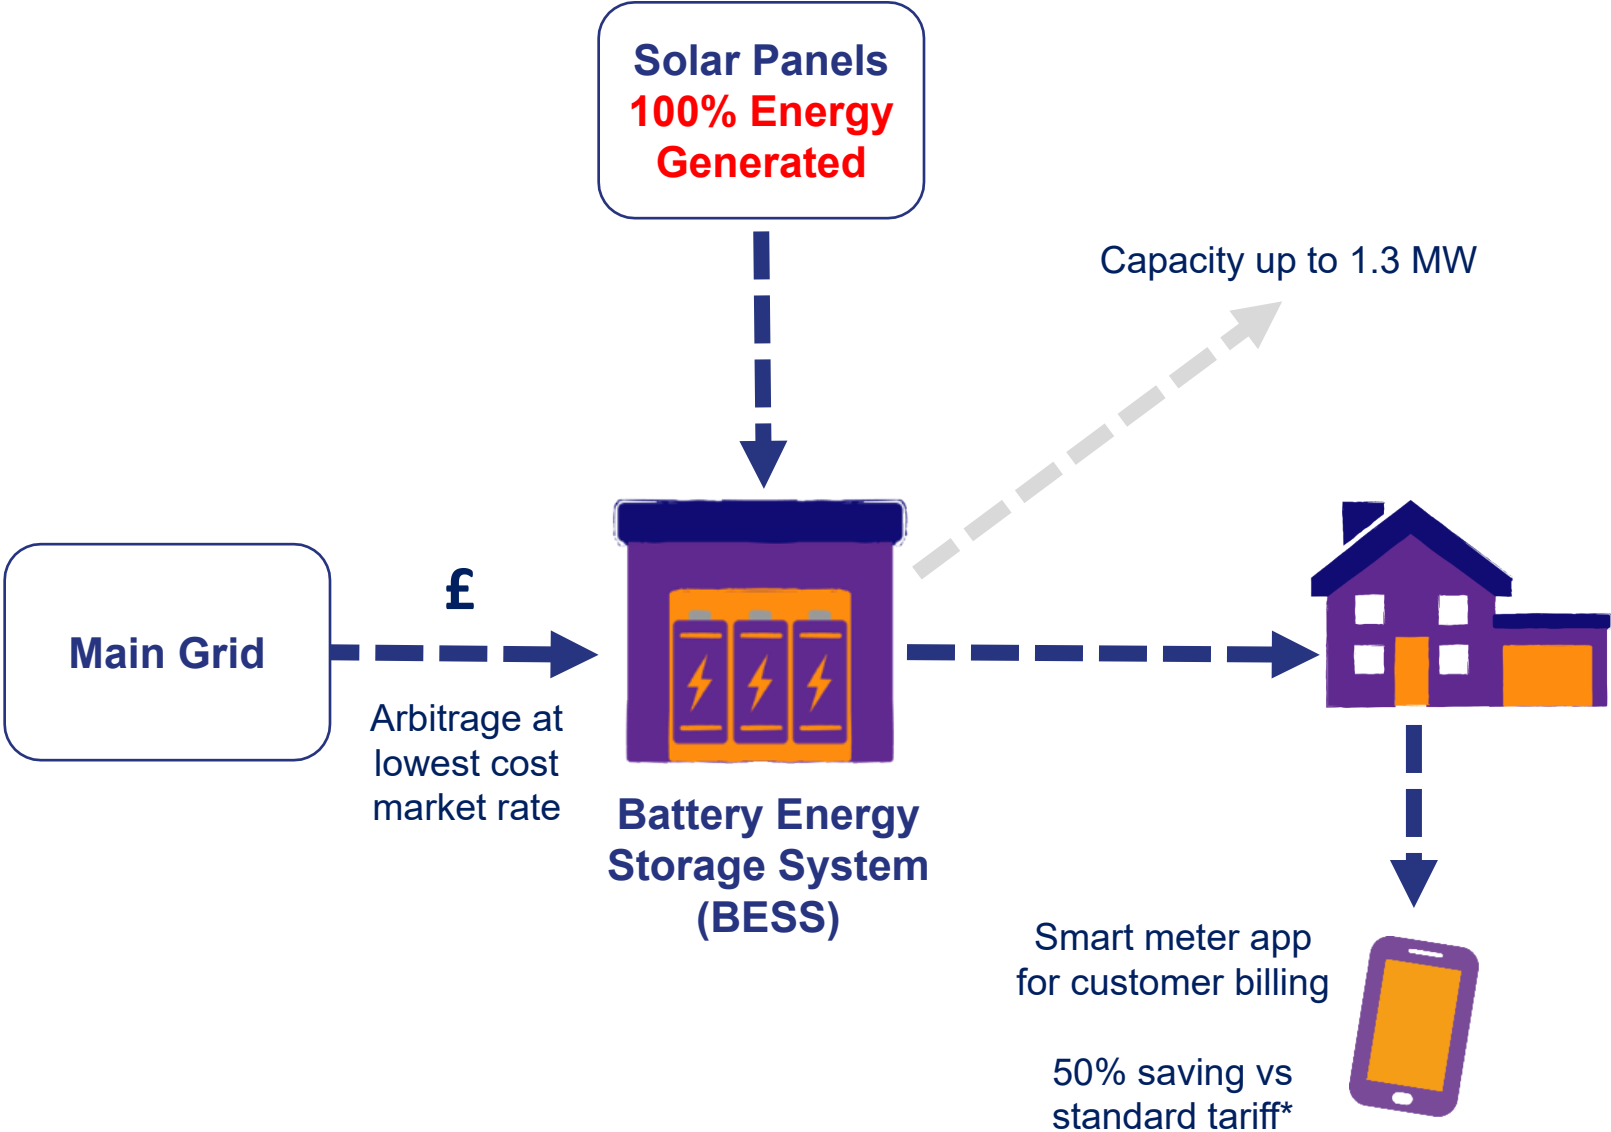 Solar Panels
100% Energy
Generated
Capacity up to 1.3 MW
£
Main Grid
Arbitrage at
lowest cost
market rate
Battery Energy
Storage System
(BESS)
Smart meter app
for customer billing
50% saving vs
standard tariff*